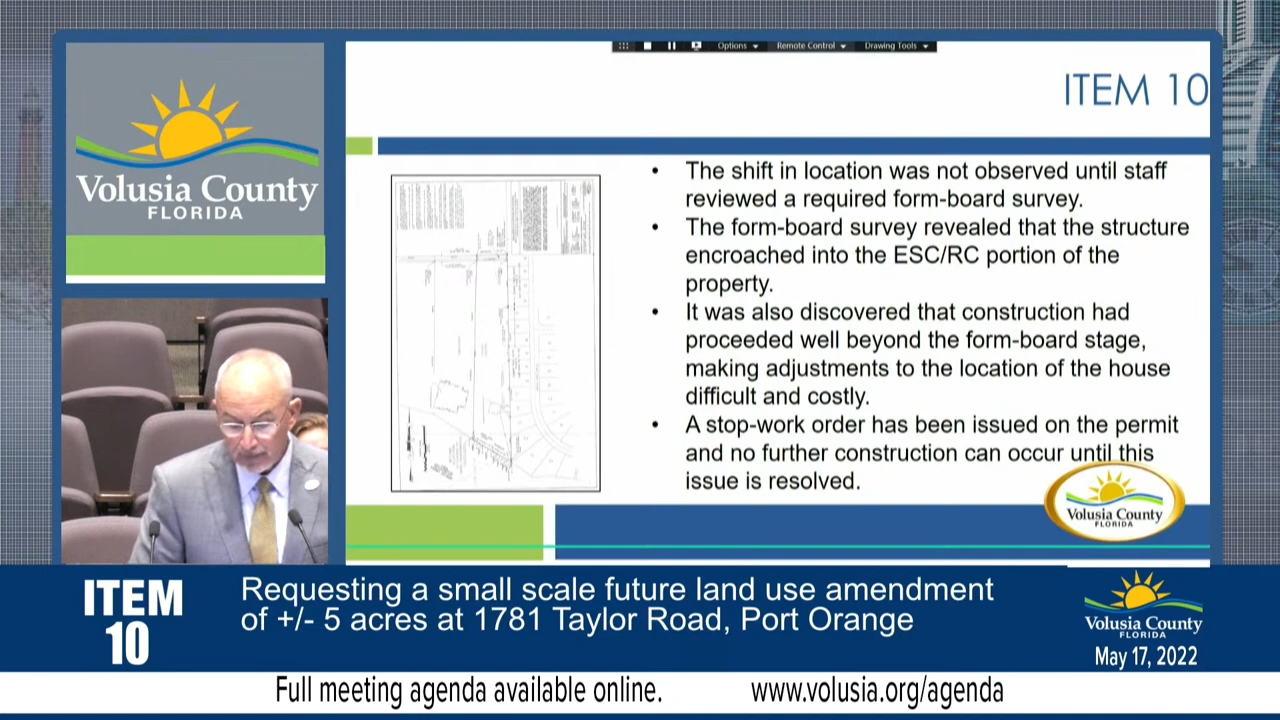 Options
Remote Control
Drawing Tools
ITEM 10
Volusia County
FLORIDA
• The shift in location was not observed until staff
reviewed a required form-board survey.
• The form-board survey revealed that the structure
encroached into the ESC/RC portion of the
property.
• It was also discovered that construction had
proceeded well beyond the form-board stage,
making adjustments to the location of the house
difficult and costly.
• A stop-work order has been issued on the permit
and no further construction can occur until this
issue is resolved.
Volusia County
FLORIDA
ITEM
10
Requesting a small scale future land use amendment
of +/- 5 acres at 1781 Taylor Road, Port Orange
Volusia County
FLORIDA
May 17, 2022
Full meeting agenda available online.
www.volusia.org/agenda